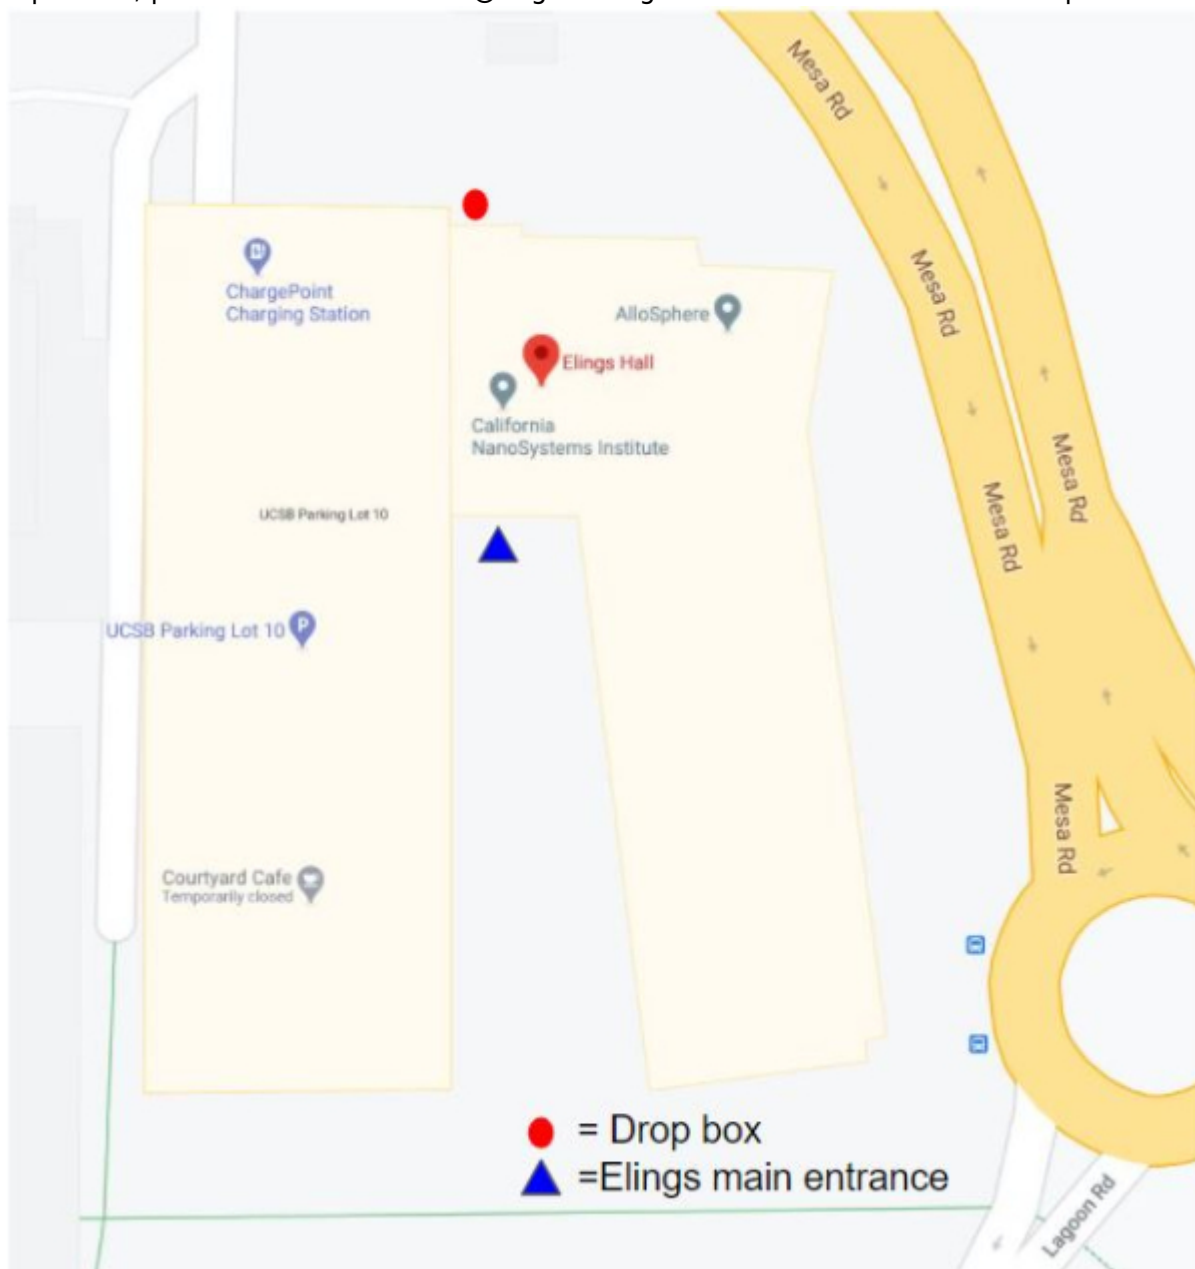 Mesa Rd
Mesa Rd
ChargePoint
Charging Station
AlloSphere
Elings Hall
California
NanoSystems Institute
Mesa Rd
Mesa Rd
UCSB Parking Lot 10
UCSB Parking Lot 10
Mesa Rd
Courtyard Cafe
Temporarily closed
= Drop box
=Elings main entrance
Lagoon Rd